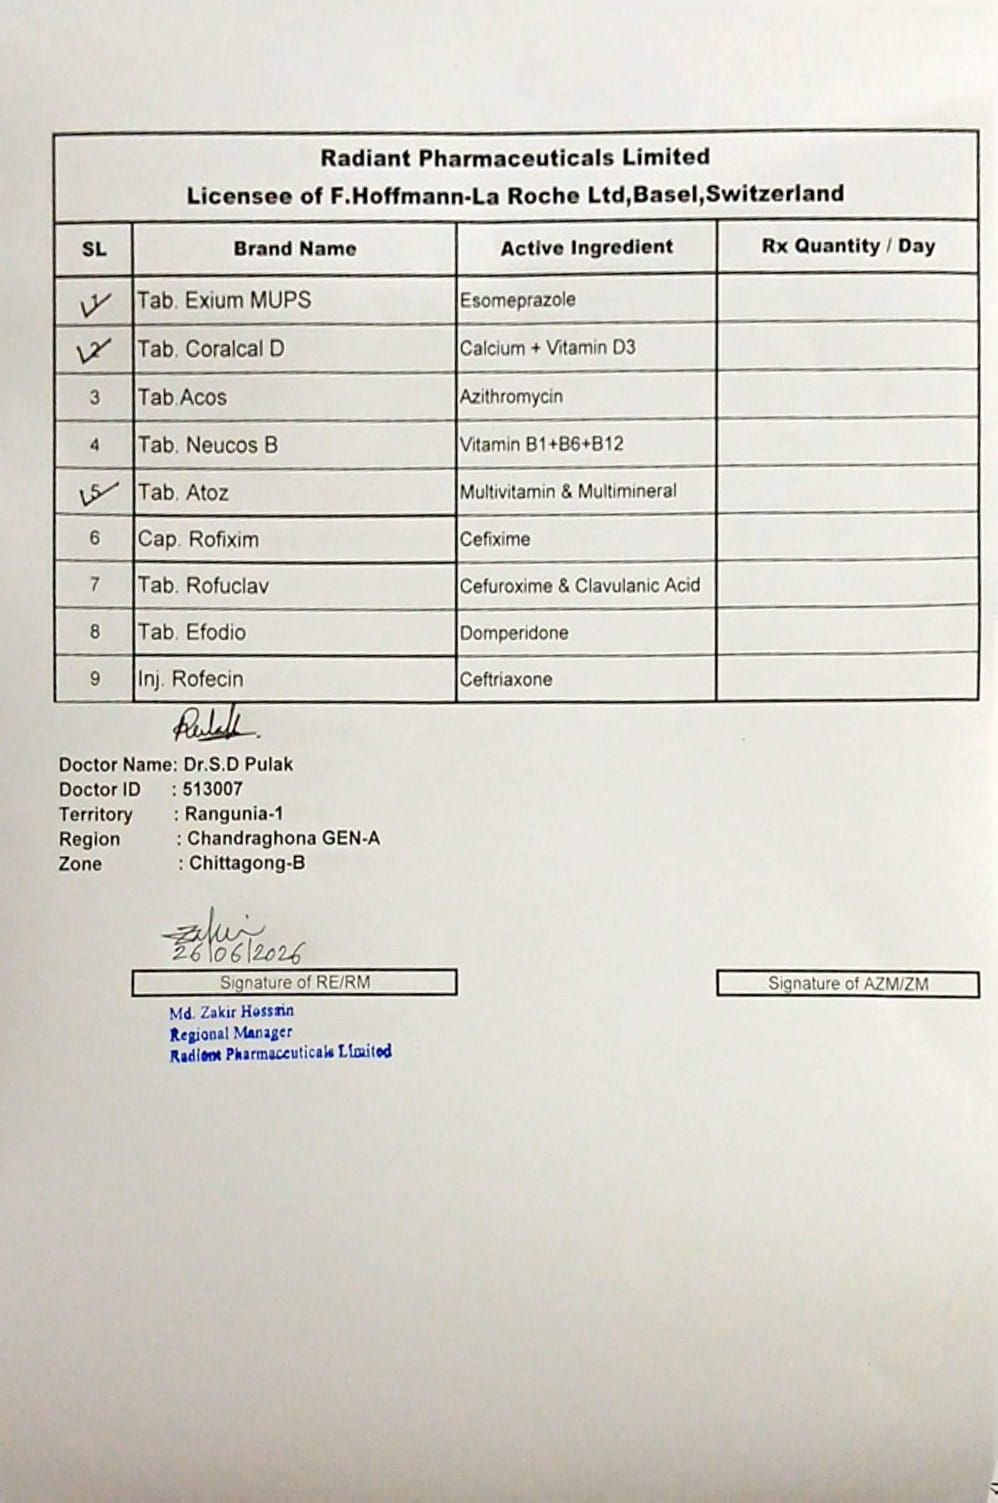 Radiant Pharmaceuticals Limited
Licensee of F.Hoffmann-La Roche Ltd,Basel,Switzerland
SL Brand Name Active Ingredient Rx Quantity / Day
1 Tab. Exium MUPS Esomeprazole
2 Tab. Coralcal D Calcium + Vitamin D3
3 Tab.Acos Azithromycin
4 Tab. Neucos B Vitamin B1+B6+B12
5 Tab. Atoz Multivitamin & Multimineral
6 Cap. Rofixim Cefixime
7 Tab. Rofuclav Cefuroxime & Clavulanic Acid
8 Tab. Efodio Domperidone
9 Inj. Rofecin Ceftriaxone
Doctor Name: Dr.S.D Pulak
Doctor ID : 513007
Territory : Rangunia-1
Region : Chandraghona GEN-A
Zone : Chittagong-B
26/06/2026
Signature of RE/RM Signature of AZM/ZM
Md. Zakir Hossain
Regional Manager
Radiant Pharmaceuticals Limited